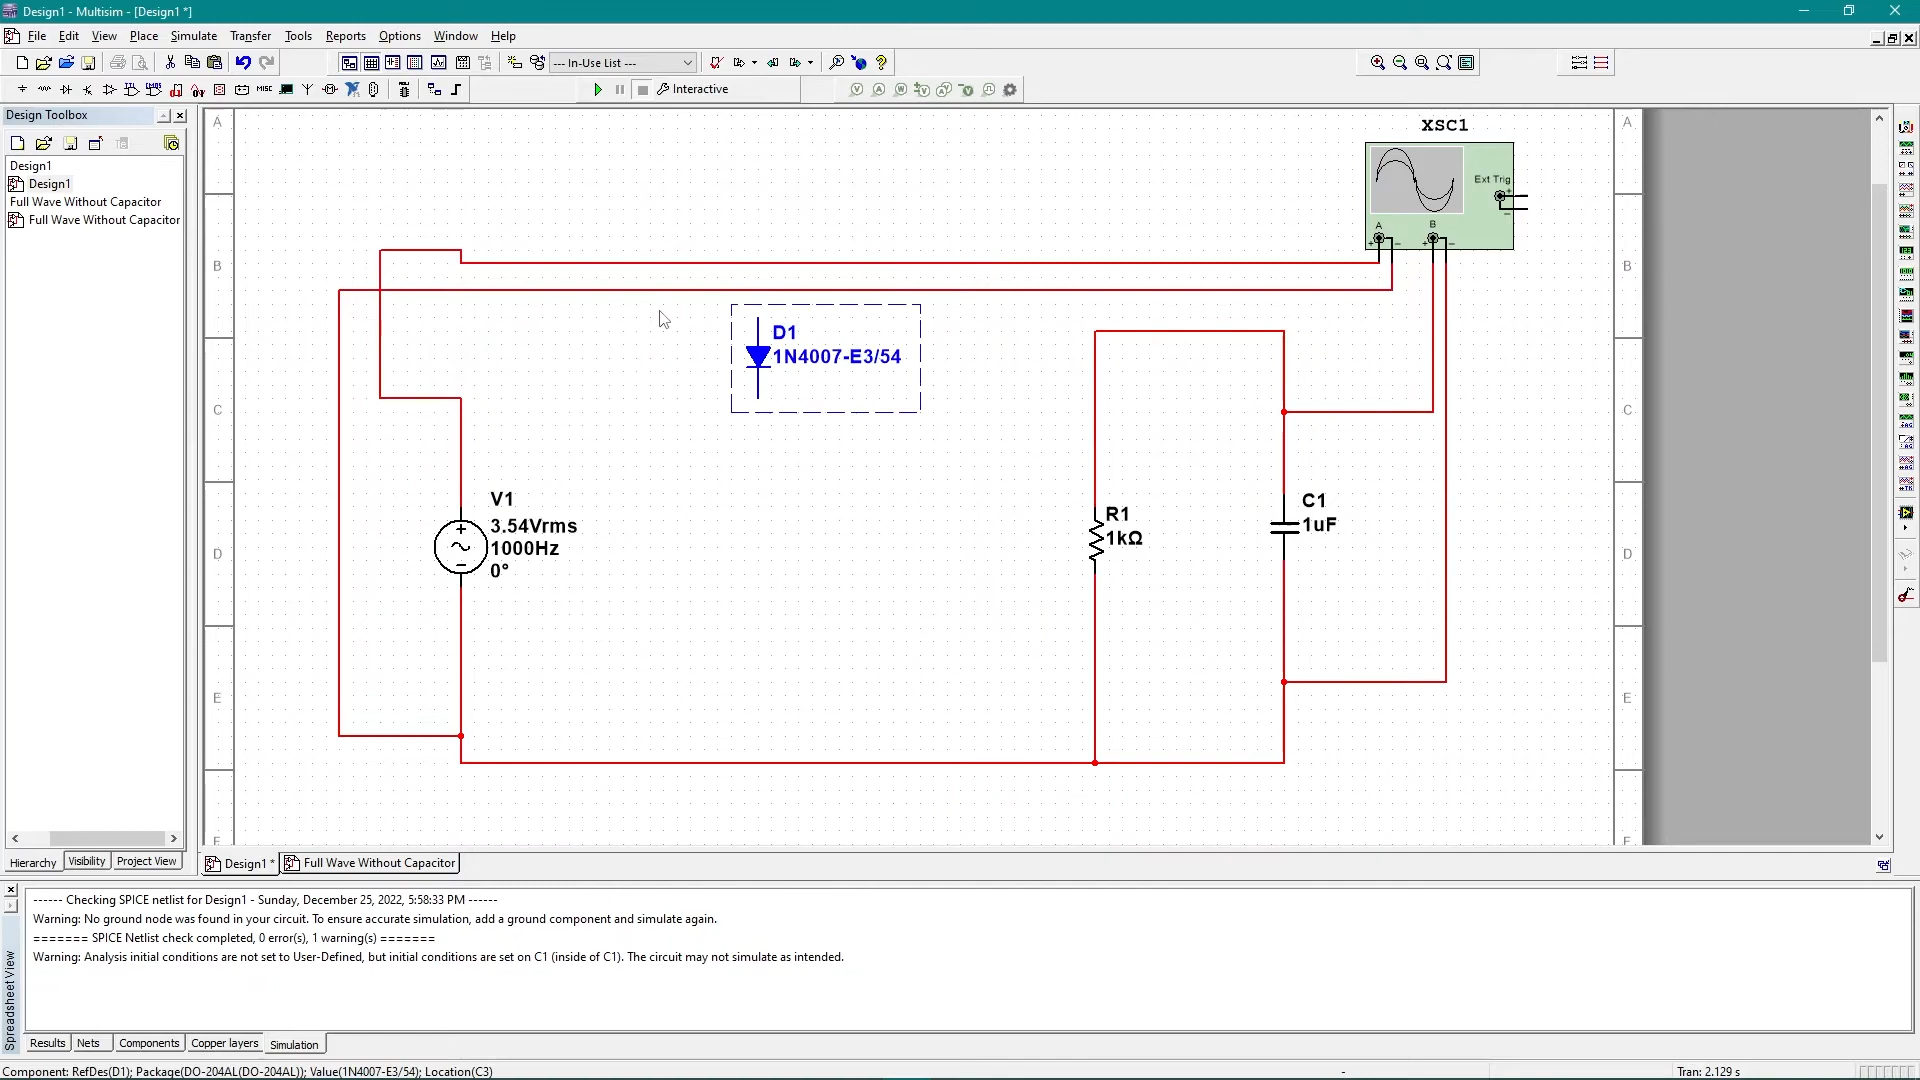 Design1 - Multisim - [Design1 *]
File Edit View Place Simulate Transfer Tools Reports Options Window Help
--- In-Use List ---
MISC
Interactive
Design Toolbox
Design1
Design1
Full Wave Without Capacitor
Full Wave Without Capacitor
Hierarchy Visibility Project View
A
B
C
D
E
F
A
B
C
D
E
F
XSC1
Ext Trig
+
-
A
B
+ - + -
D1
1N4007-E3/54
V1
3.54Vrms
1000Hz
0°
R1
1kΩ
C1
1uF
Design1 * Full Wave Without Capacitor
------ Checking SPICE netlist for Design1 - Sunday, December 25, 2022, 5:58:33 PM ------
Warning: No ground node was found in your circuit. To ensure accurate simulation, add a ground component and simulate again.
======= SPICE Netlist check completed, 0 error(s), 1 warning(s) =======
Warning: Analysis initial conditions are not set to User-Defined, but initial conditions are set on C1 (inside of C1). The circuit may not simulate as intended.
Spreadsheet View
Results Nets Components Copper layers Simulation
Component: RefDes(D1); Package(DO-204AL(DO-204AL)); Value(1N4007-E3/54); Location(C3)
-
Tran: 2.129 s